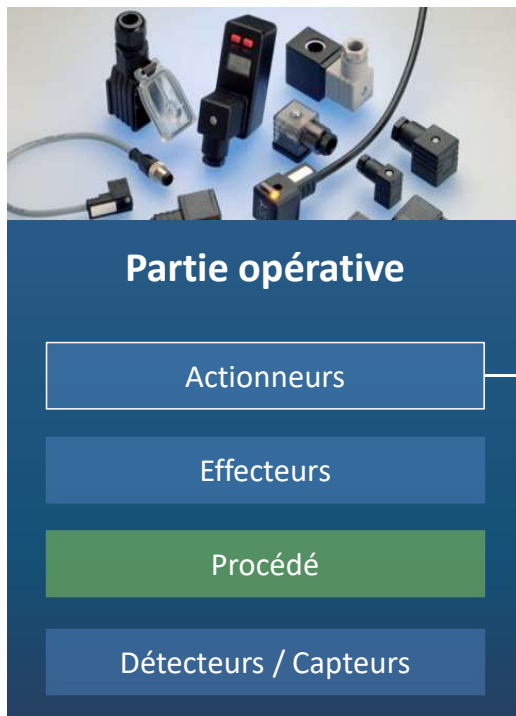 Partie opérative
Actionneurs
Effecteurs
Procédé
Détecteurs / Capteurs